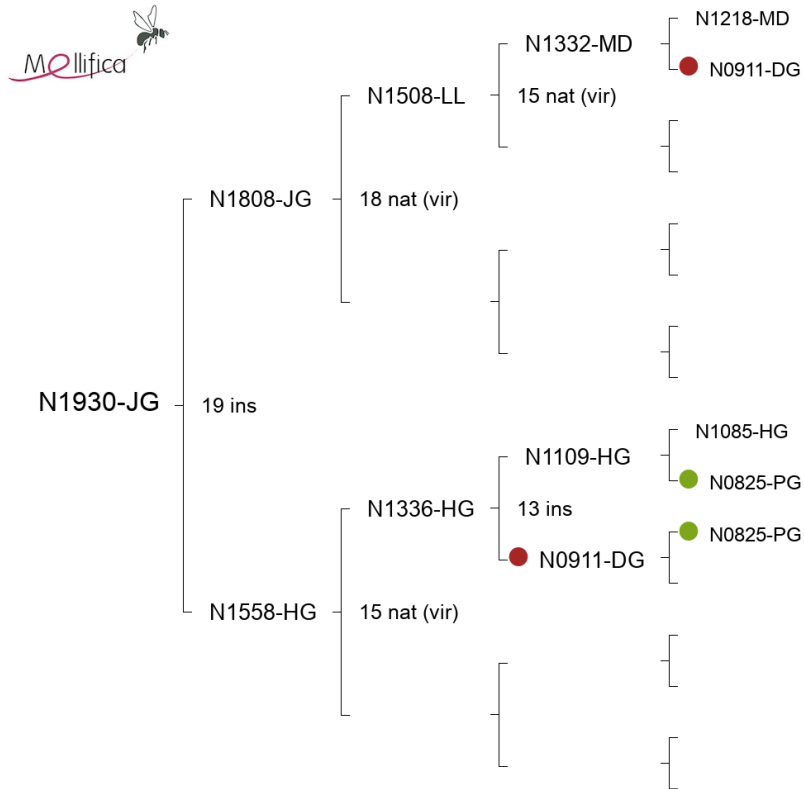 Mellifica
N1218-MD
N1332-MD
N0911-DG
N1508-LL
15 nat (vir)
N1808-JG
18 nat (vir)
N1930-JG
19 ins
N1085-HG
N1109-HG
N0825-PG
N1336-HG
13 ins
N0825-PG
N0911-DG
N1558-HG
15 nat (vir)